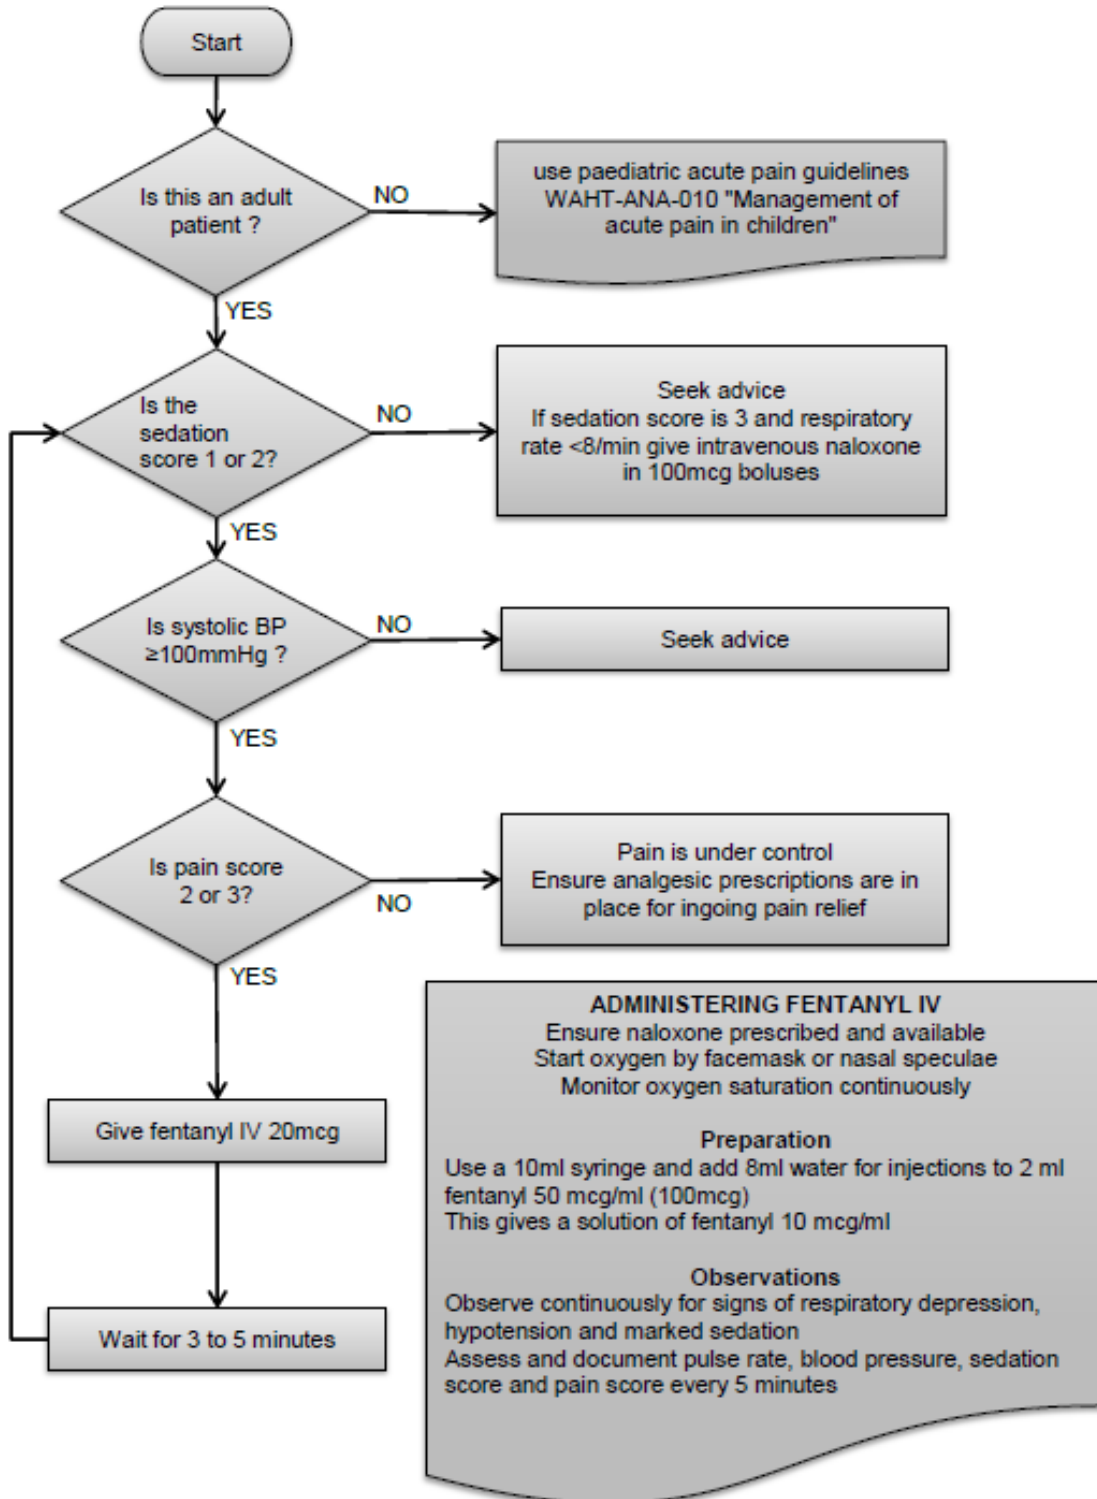 Start
Is this an adult
patient ?
NO
use paediatric acute pain guidelines
WAHT-ANA-010 "Management of
acute pain in children"
YES
Is the
sedation
score 1 or 2?
NO
Seek advice
If sedation score is 3 and respiratory
rate <8/min give intravenous naloxone
in 100mcg boluses
YES
Is systolic BP
≥100mmHg ?
NO
Seek advice
YES
Is pain score
2 or 3?
NO
Pain is under control
Ensure analgesic prescriptions are in
place for ingoing pain relief
YES
Give fentanyl IV 20mcg
Wait for 3 to 5 minutes
ADMINISTERING FENTANYL IV
Ensure naloxone prescribed and available
Start oxygen by facemask or nasal speculae
Monitor oxygen saturation continuously
Preparation
Use a 10ml syringe and add 8ml water for injections to 2 ml
fentanyl 50 mcg/ml (100mcg)
This gives a solution of fentanyl 10 mcg/ml
Observations
Observe continuously for signs of respiratory depression,
hypotension and marked sedation
Assess and document pulse rate, blood pressure, sedation
score and pain score every 5 minutes